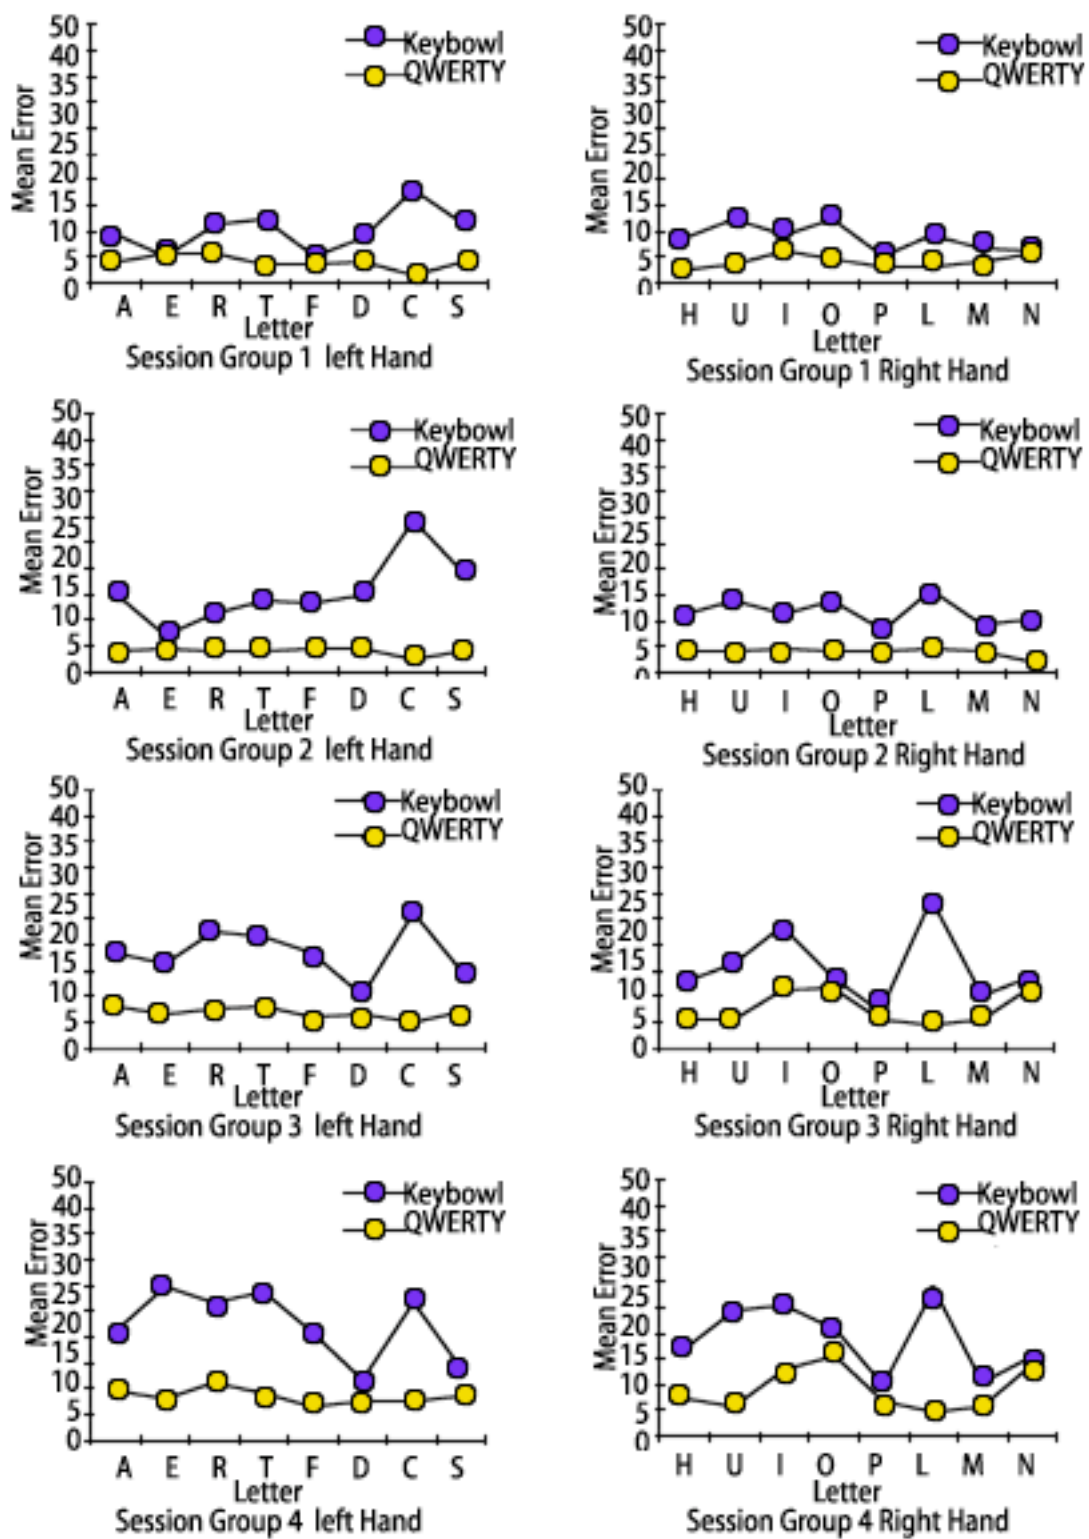 50
40
35
30
25
20
15
10
5
0
Mean Error
Keybowl
QWERTY
A E R T F D C S
Letter
Session Group 1 left Hand
50
40
35
30
25
20
15
10
5
0
Mean Error
Keybowl
QWERTY
H U I O P L M N
Letter
Session Group 1 Right Hand
50
40
35
30
25
20
15
10
5
0
Mean Error
Keybowl
QWERTY
A E R T F D C S
Letter
Session Group 2 left Hand
50
40
35
30
25
20
15
10
5
0
Mean Error
Keybowl
QWERTY
H U I O P L M N
Letter
Session Group 2 Right Hand
50
40
35
30
25
20
15
10
5
0
Mean Error
Keybowl
QWERTY
A E R T F D C S
Letter
Session Group 3 left Hand
50
40
35
30
25
20
15
10
5
0
Mean Error
Keybowl
QWERTY
H U I O P L M N
Letter
Session Group 3 Right Hand
50
40
35
30
25
20
15
10
5
0
Mean Error
Keybowl
QWERTY
A E R T F D C S
Letter
Session Group 4 left Hand
50
40
35
30
25
20
15
10
5
0
Mean Error
Keybowl
QWERTY
H U I O P L M N
Letter
Session Group 4 Right Hand